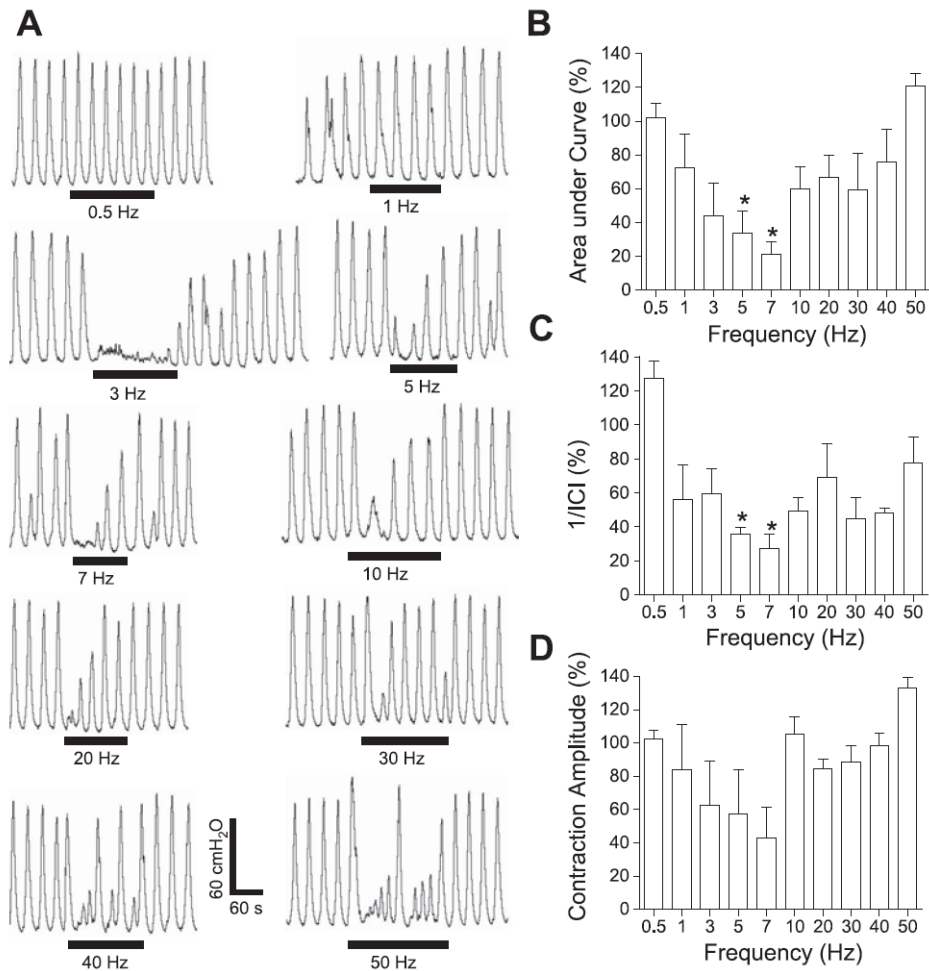 A
0.5 Hz
1 Hz
3 Hz
5 Hz
7 Hz
10 Hz
20 Hz
30 Hz
60 cmH₂O
60 s
40 Hz
50 Hz
B
Area under Curve (%)
140
120
100
80
60
40
20
0
* *
0.5 1 3 5 7 10 20 30 40 50
Frequency (Hz)
C
1/ICI (%)
140
120
100
80
60
40
20
0
* *
0.5 1 3 5 7 10 20 30 40 50
Frequency (Hz)
D
Contraction Amplitude (%)
140
120
100
80
60
40
20
0
0.5 1 3 5 7 10 20 30 40 50
Frequency (Hz)